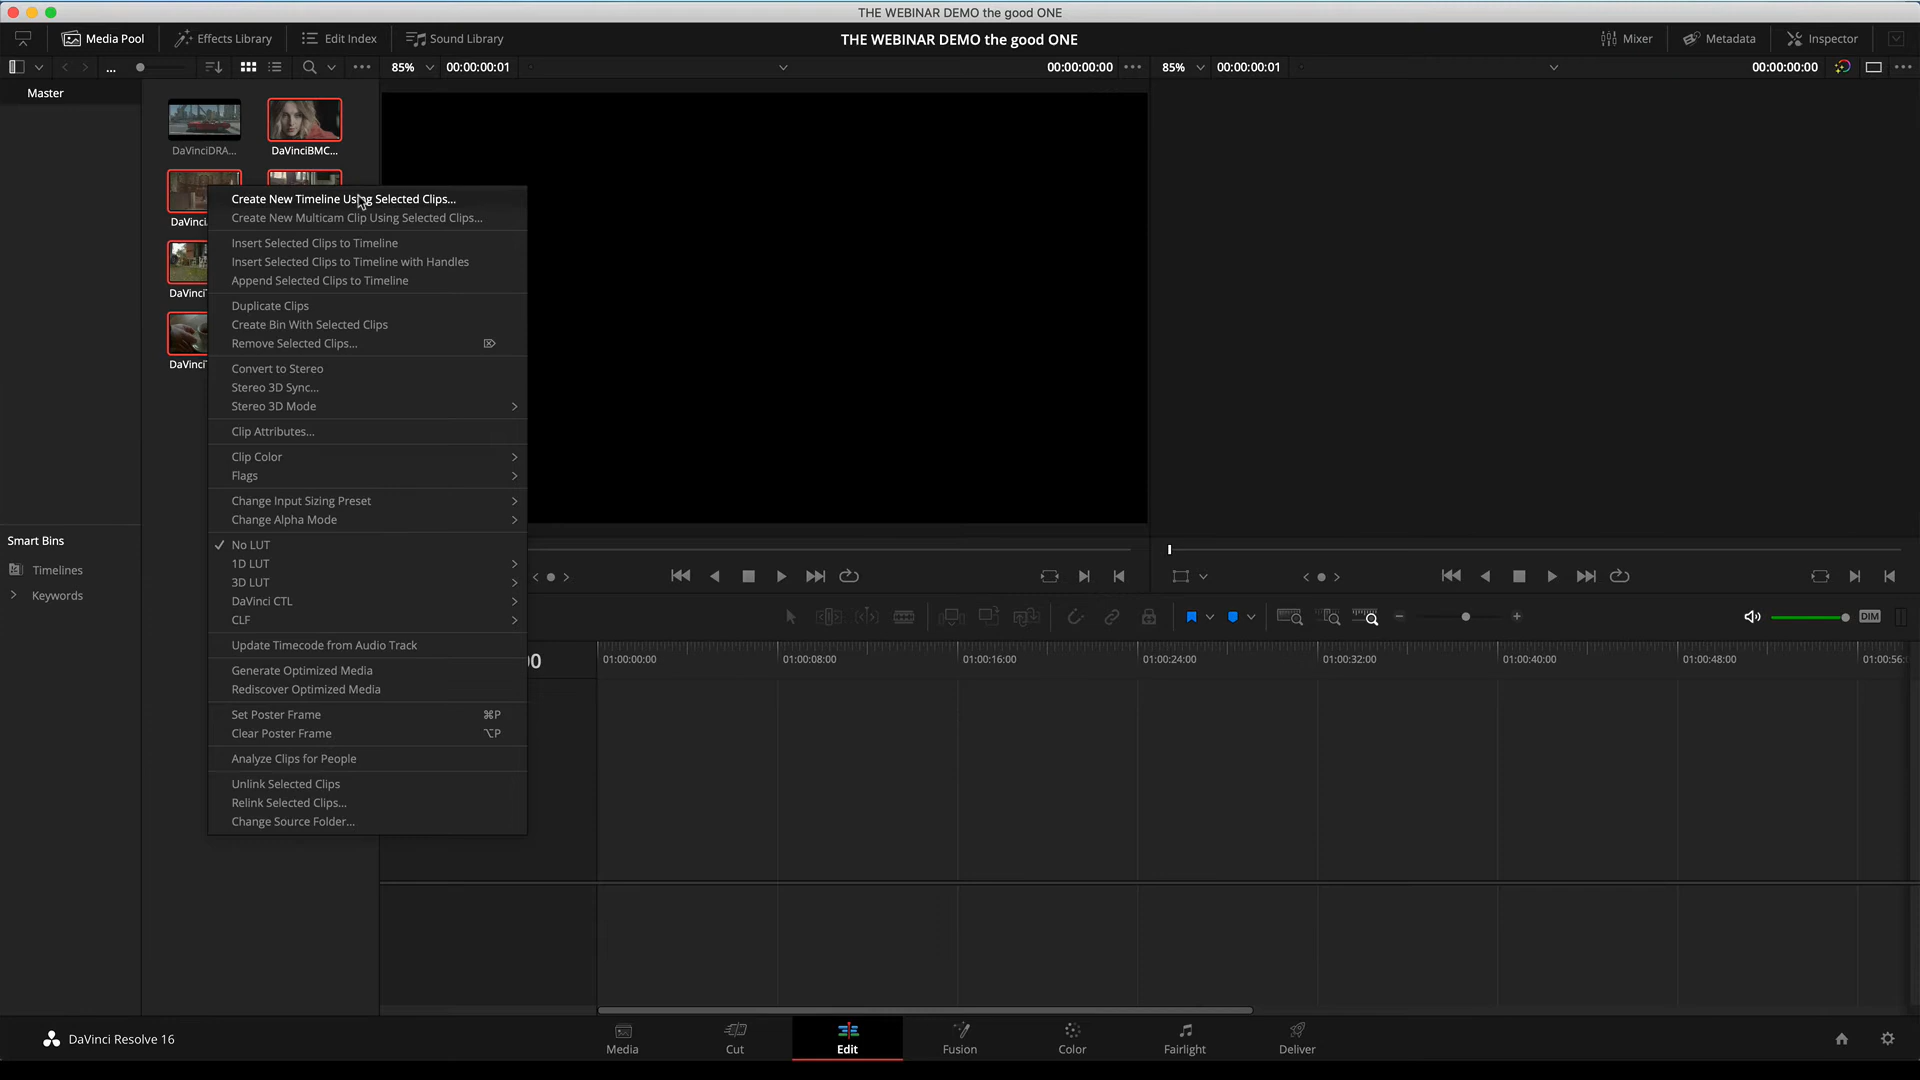 THE WEBINAR DEMO the good ONE
Media Pool
Effects Library
Edit Index
Sound Library
THE WEBINAR DEMO the good ONE
Mixer
Metadata
Inspector
...
85%
00:00:00:01
00:00:00:00
85%
00:00:00:01
00:00:00:00
Master
DaVinciDRA...
DaVinciBMC...
DaVinci
DaVinci
DaVinci
Create New Timeline Using Selected Clips...
Create New Multicam Clip Using Selected Clips...
Insert Selected Clips to Timeline
Insert Selected Clips to Timeline with Handles
Append Selected Clips to Timeline
Duplicate Clips
Create Bin With Selected Clips
Remove Selected Clips... ⌦
Convert to Stereo
Stereo 3D Sync...
Stereo 3D Mode
Clip Attributes...
Clip Color
Flags
Change Input Sizing Preset
Change Alpha Mode
No LUT
1D LUT
3D LUT
DaVinci CTL
CLF
Update Timecode from Audio Track
Generate Optimized Media
Rediscover Optimized Media
Set Poster Frame ⌘P
Clear Poster Frame ⌥P
Analyze Clips for People
Unlink Selected Clips
Relink Selected Clips...
Change Source Folder...
Smart Bins
Timelines
Keywords
DIM
01:00:00:00
01:00:08:00
01:00:16:00
01:00:24:00
01:00:32:00
01:00:40:00
01:00:48:00
01:00:56:
DaVinci Resolve 16
Media
Cut
Edit
Fusion
Color
Fairlight
Deliver